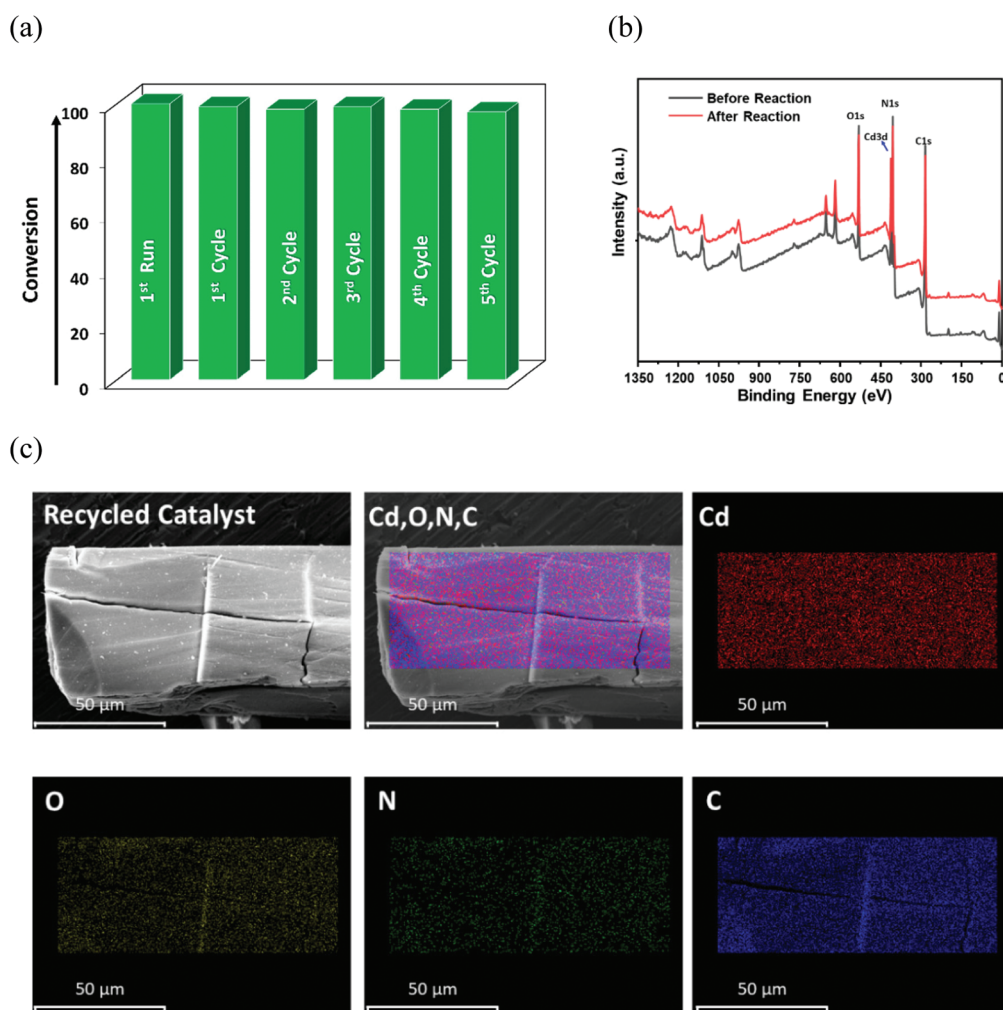 (a)
(b)
100
80
60
40
20
0
Conversion
1st Run
1st Cycle
2nd Cycle
3rd Cycle
4th Cycle
5th Cycle
Before Reaction
After Reaction
O1s
N1s
Cd3d
C1s
Intensity (a.u.)
1350 1200 1050 900 750 600 450 300 150 0
Binding Energy (eV)
(c)
Recycled Catalyst
Cd,O,N,C
Cd
50 μm
50 μm
50 μm
O
N
C
50 μm
50 μm
50 μm